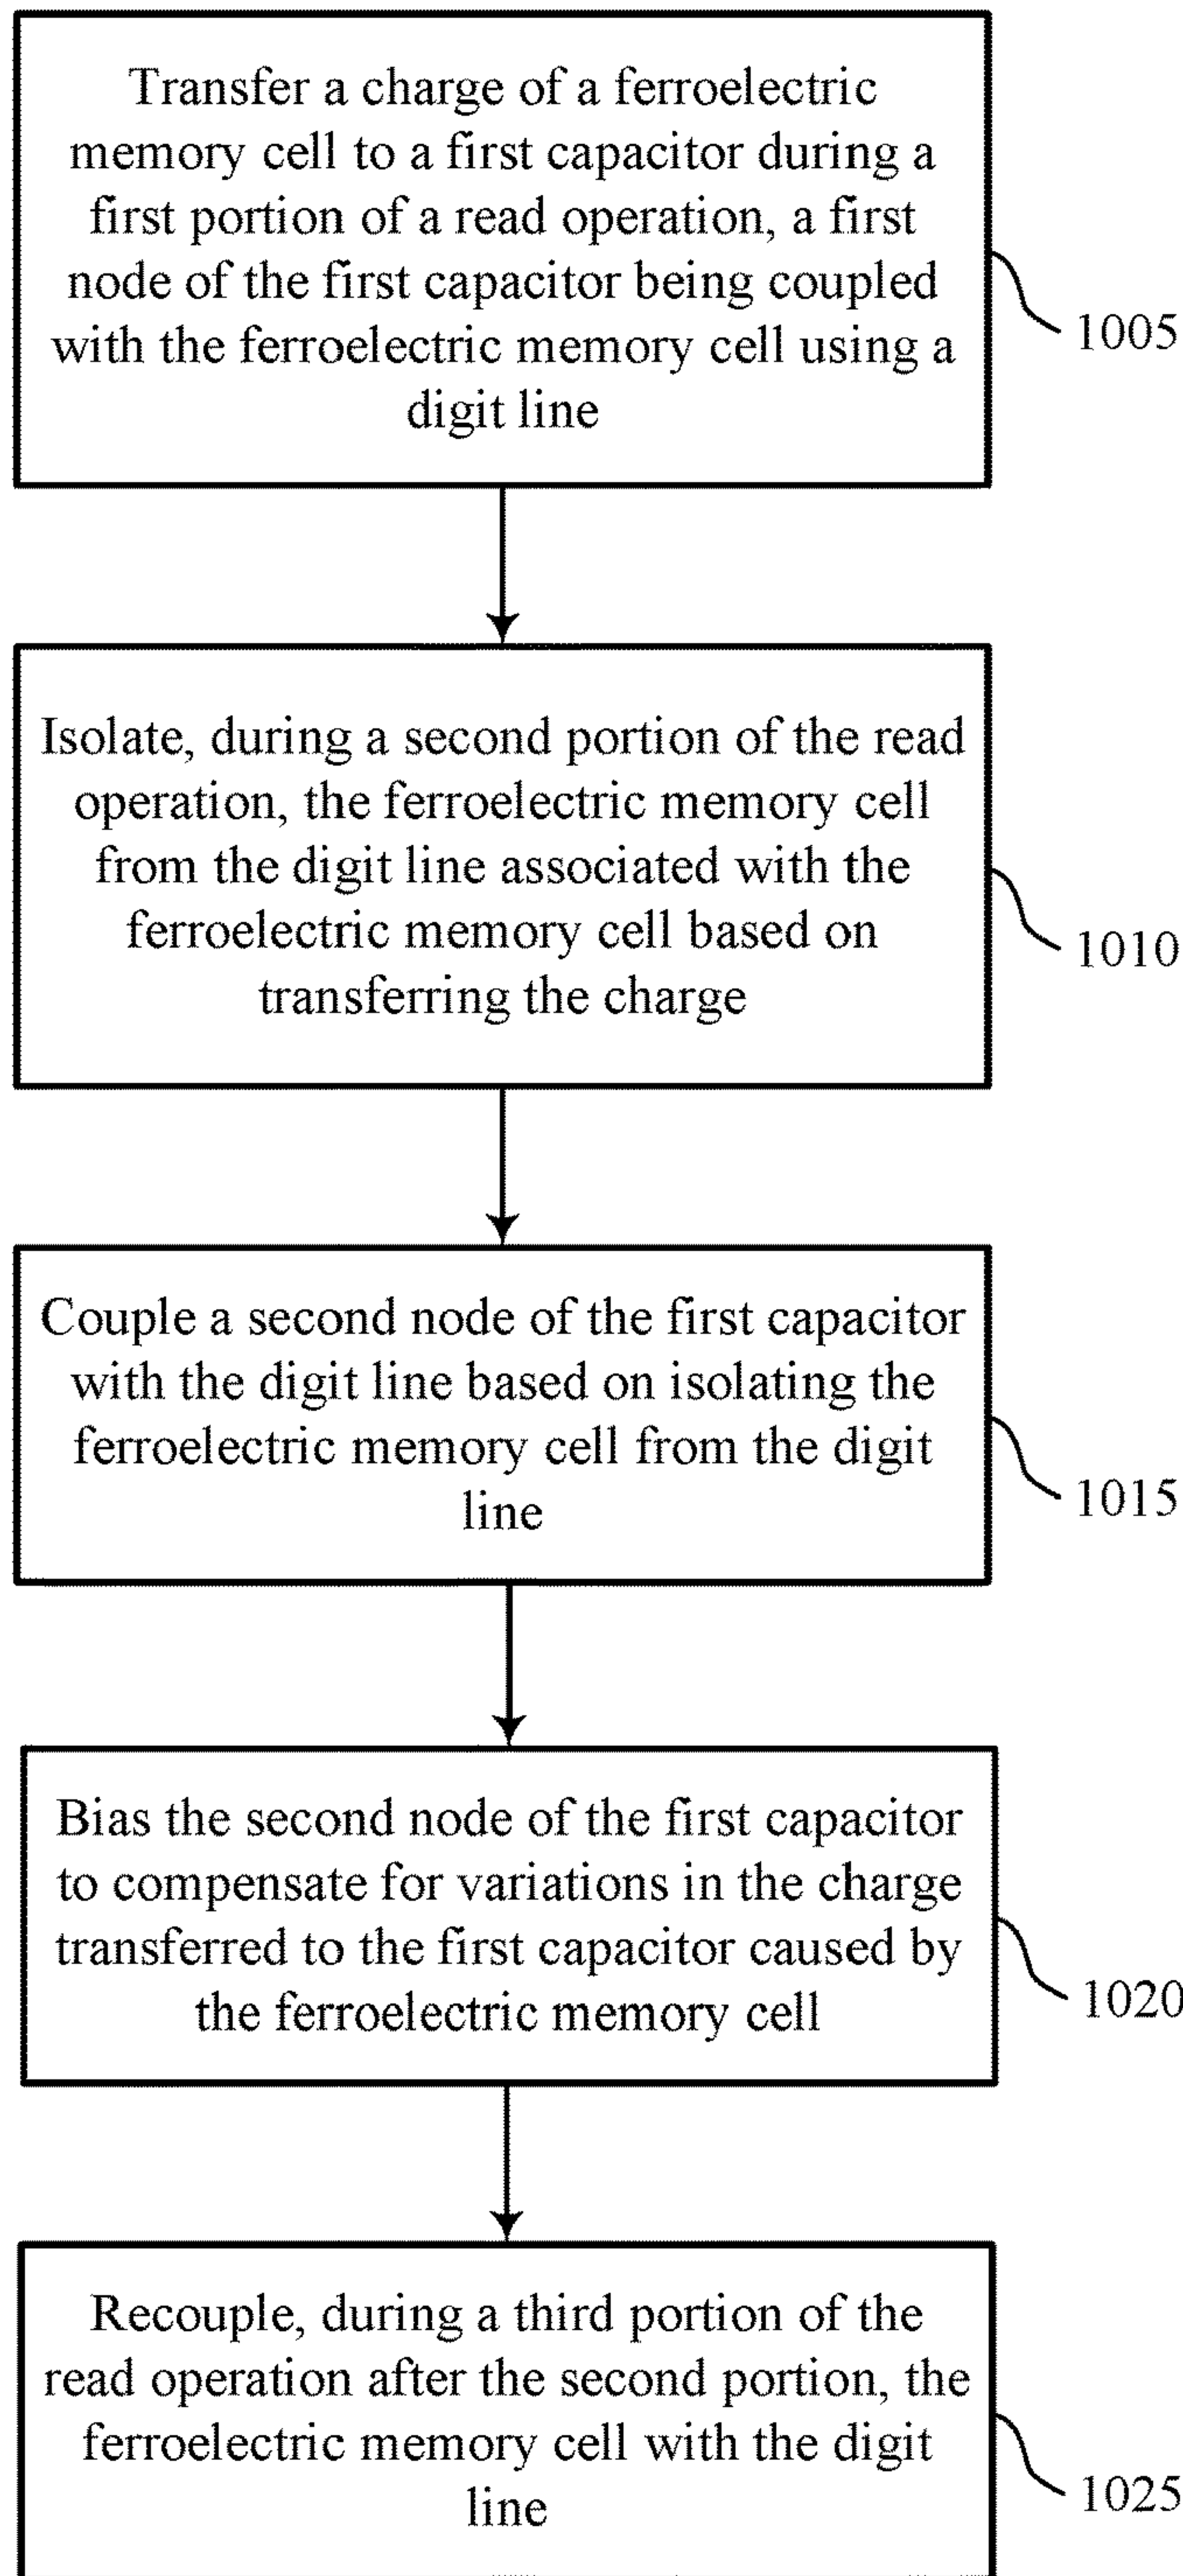 Transfer a charge of a ferroelectric
memory cell to a first capacitor during a
first portion of a read operation, a first
node of the first capacitor being coupled
with the ferroelectric memory cell using a
digit line
1005
Isolate, during a second portion of the read
operation, the ferroelectric memory cell
from the digit line associated with the
ferroelectric memory cell based on
transferring the charge
1010
Couple a second node of the first capacitor
with the digit line based on isolating the
ferroelectric memory cell from the digit
line
1015
Bias the second node of the first capacitor
to compensate for variations in the charge
transferred to the first capacitor caused by
the ferroelectric memory cell
1020
Recouple, during a third portion of the
read operation after the second portion, the
ferroelectric memory cell with the digit
line
1025